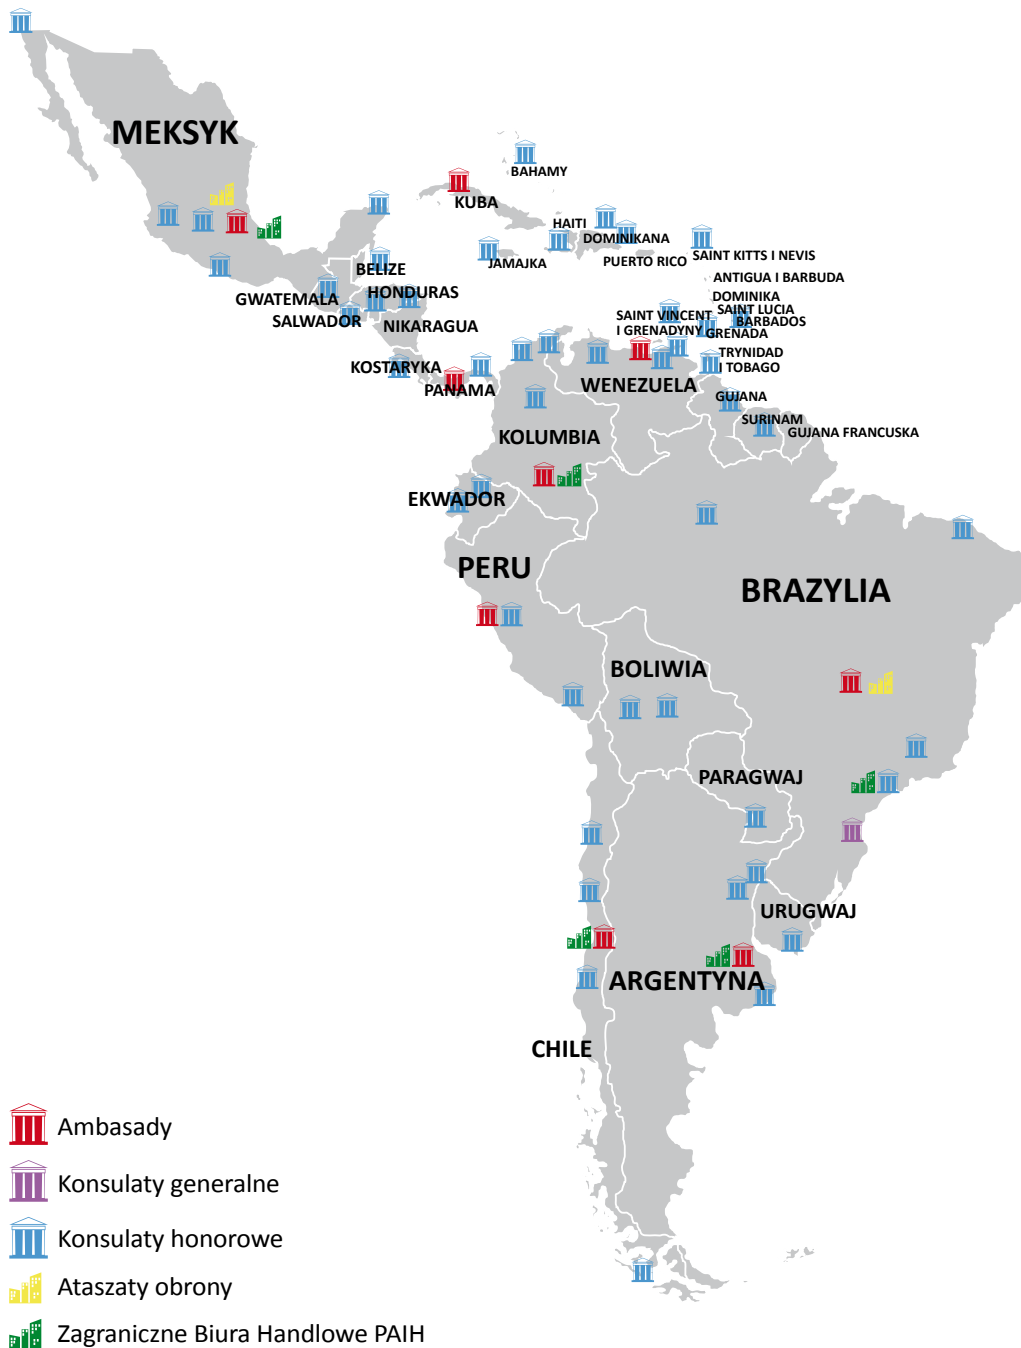 MEKSYK
BAHAMY
KUBA
HAITI
DOMINIKANA
JAMAJKA
PUERTO RICO
SAINT KITTS I NEVIS
BELIZE
ANTIGUA I BARBUDA
GWATEMALA
HONDURAS
DOMINIKA
SALWADOR
SAINT LUCIA
SAINT VINCENT
I GRENADYNY
BARBADOS
NIKARAGUA
GRENADA
KOSTARYKA
TRYNIDAD
I TOBAGO
PANAMA
WENEZUELA
GUJANA
SURINAM
GUJANA FRANCUSKA
KOLUMBIA
EKWADOR
PERU
BRAZYLIA
BOLIWIA
PARAGWAJ
URUGWAJ
ARGENTYNA
CHILE
Ambasady
Konsulaty generalne
Konsulaty honorowe
Ataszaty obrony
Zagraniczne Biura Handlowe PAIH